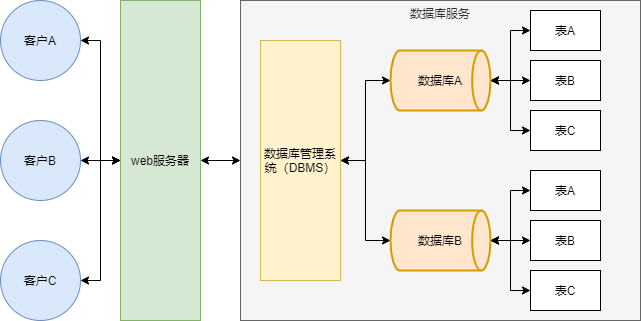 数据库服务
客户A
客户B
客户C
web服务器
数据库管理系
统（DBMS）
数据库A
表A
表B
表C
数据库B
表A
表B
表C